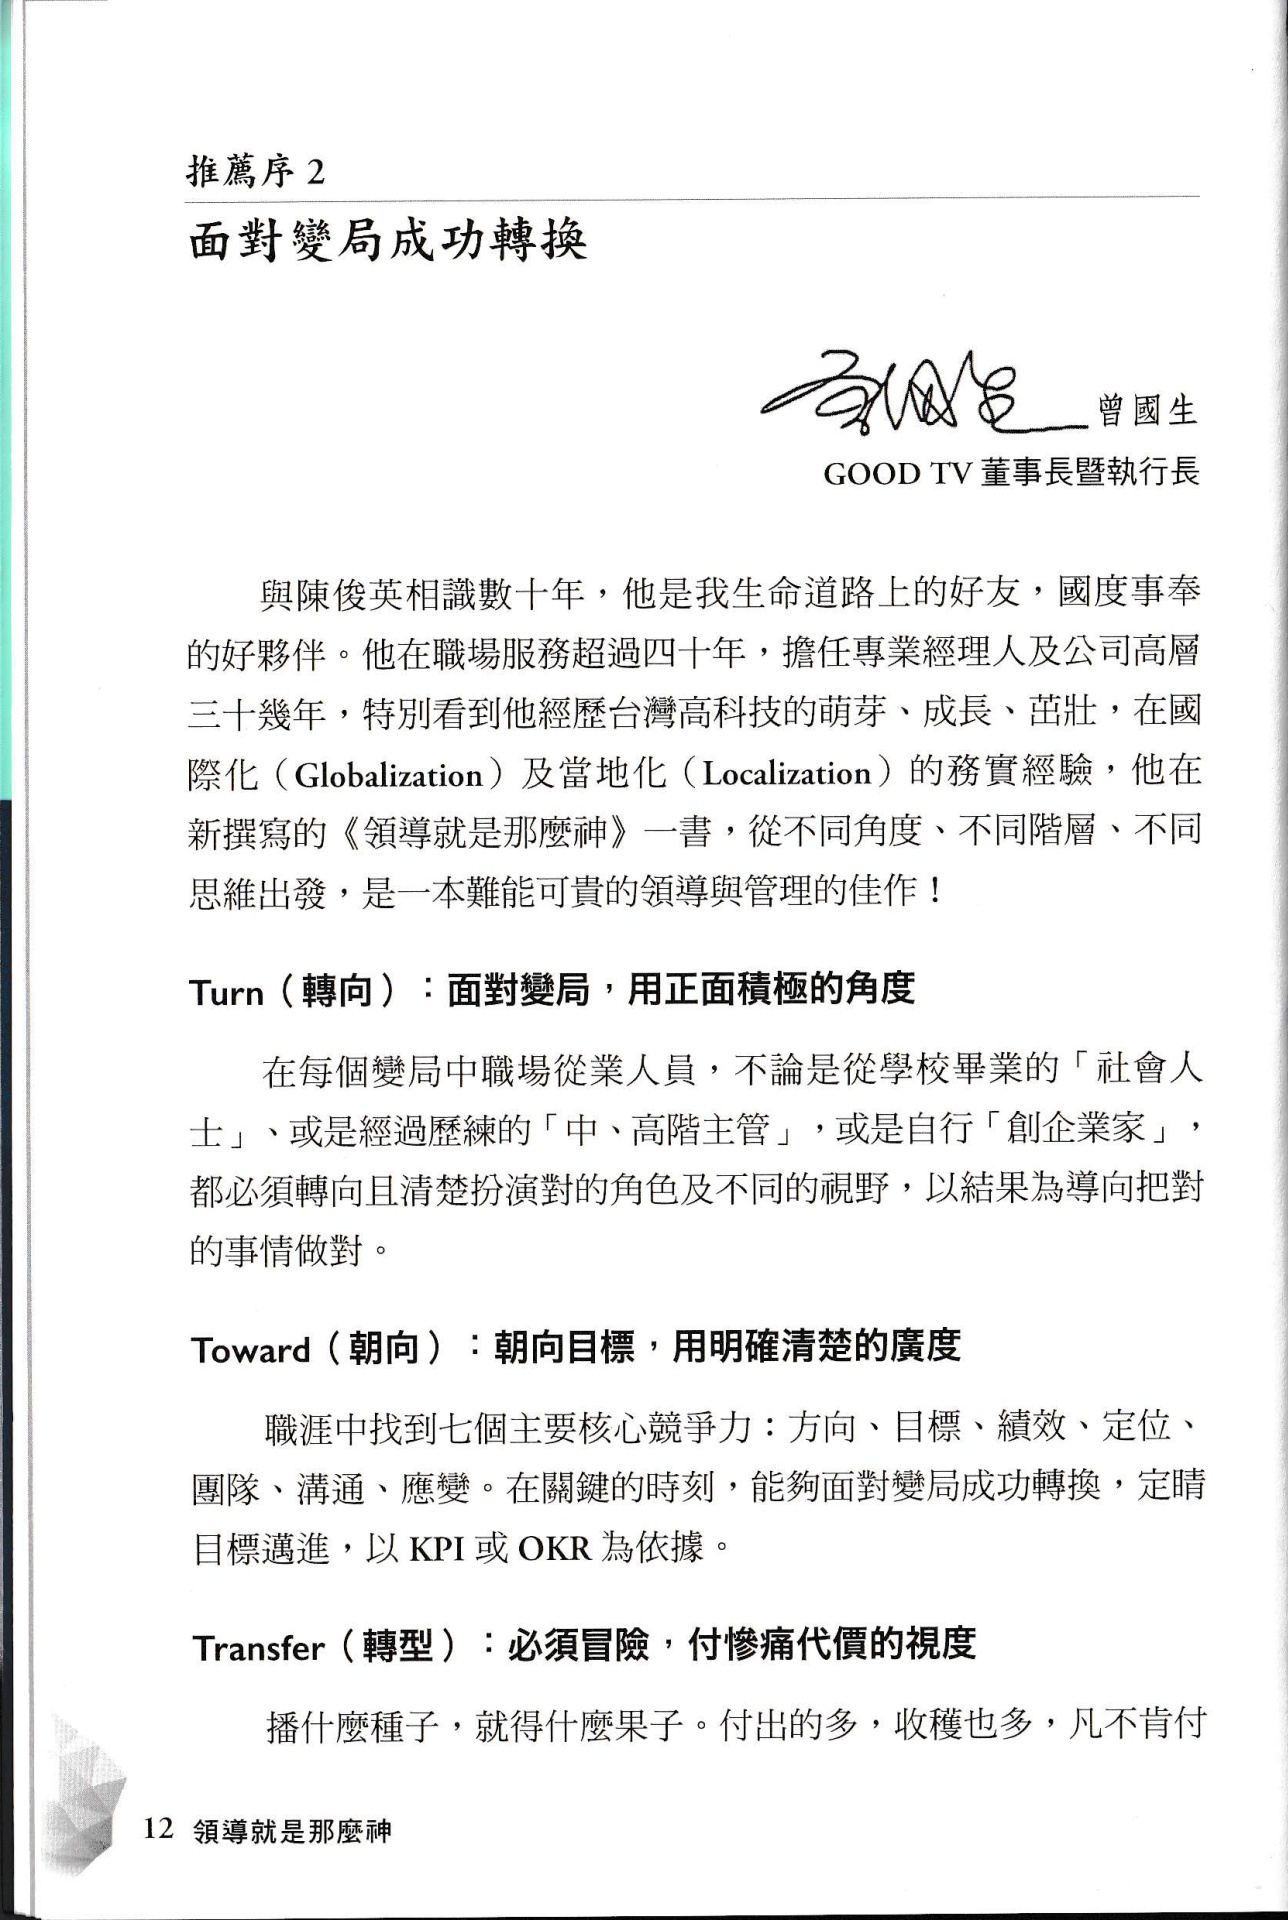 推薦序 2
面對變局成功轉換
曾國生
GOOD TV 董事長暨執行長
與陳俊英相識數十年，他是我生命道路上的好友，國度事奉
的好夥伴。他在職場服務超過四十年，擔任專業經理人及公司高層
三十幾年，特別看到他經歷台灣高科技的萌芽、成長、茁壯，在國
際化（Globalization）及當地化（Localization）的務實經驗，他在
新撰寫的《領導就是那麼神》一書，從不同角度、不同階層、不同
思維出發，是一本難能可貴的領導與管理的佳作！
Turn（轉向）：面對變局，用正面積極的角度
在每個變局中職場從業人員，不論是從學校畢業的「社會人
士」、或是經過歷練的「中、高階主管」，或是自行「創企業家」，
都必須轉向且清楚扮演對的角色及不同的視野，以結果為導向把對
的事情做對。
Toward（朝向）：朝向目標，用明確清楚的廣度
職涯中找到七個主要核心競爭力：方向、目標、績效、定位、
團隊、溝通、應變。在關鍵的時刻，能夠面對變局成功轉換，定睛
目標邁進，以 KPI 或 OKR 為依據。
Transfer（轉型）：必須冒險，付慘痛代價的視度
播什麼種子，就得什麼果子。付出的多，收穫也多，凡不肯付
12 領導就是那麼神